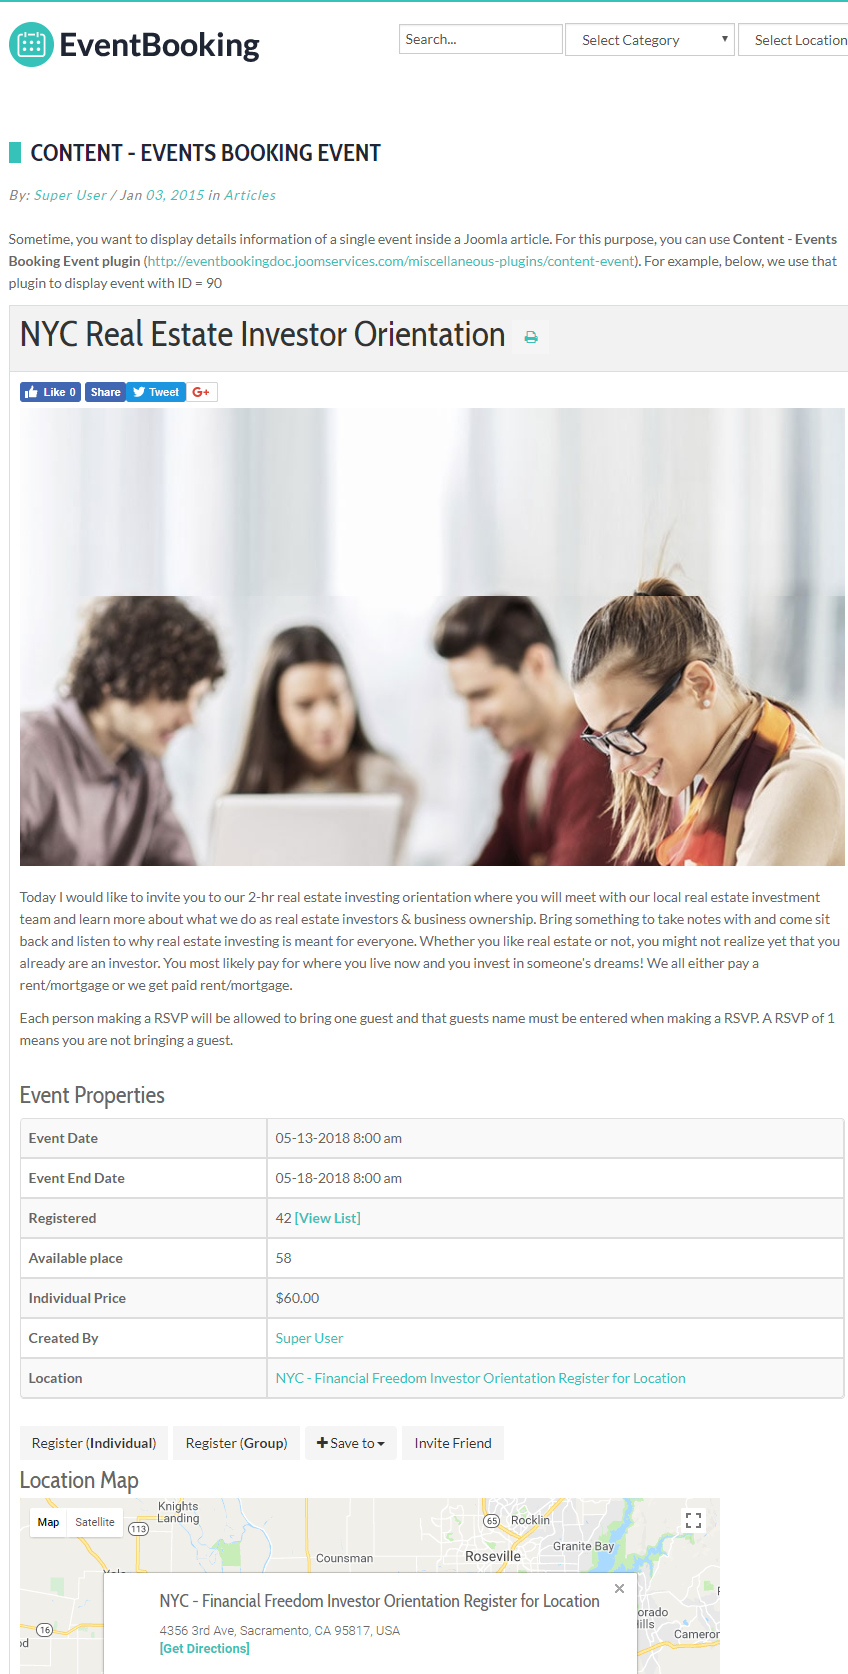 EventBooking
Search...
Select Category
Select Location
CONTENT - EVENTS BOOKING EVENT
By: Super User / Jan 03, 2015 in Articles
Sometime, you want to display details information of a single event inside a Joomla article. For this purpose, you can use Content - Events
Booking Event plugin (http://eventbookingdoc.joomservices.com/miscellaneous-plugins/content-event). For example, below, we use that
plugin to display event with ID = 90
NYC Real Estate Investor Orientation
Like 0
Share
Tweet
G+
Today I would like to invite you to our 2-hr real estate investing orientation where you will meet with our local real estate investment
team and learn more about what we do as real estate investors & business ownership. Bring something to take notes with and come sit
back and listen to why real estate investing is meant for everyone. Whether you like real estate or not, you might not realize yet that you
already are an investor. You most likely pay for where you live now and you invest in someone's dreams! We all either pay a
rent/mortgage or we get paid rent/mortgage.
Each person making a RSVP will be allowed to bring one guest and that guests name must be entered when making a RSVP. A RSVP of 1
means you are not bringing a guest.
Event Properties
Event Date 05-13-2018 8:00 am
Event End Date 05-18-2018 8:00 am
Registered 42 [View List]
Available place 58
Individual Price $60.00
Created By Super User
Location NYC - Financial Freedom Investor Orientation Register for Location
Register (Individual)
Register (Group)
Save to
Invite Friend
Location Map
Map
Satellite
113
Knights
Landing
65
Rocklin
Granite Bay
Counsman
Roseville
NYC - Financial Freedom Investor Orientation Register for Location
4356 3rd Ave, Sacramento, CA 95817, USA
[Get Directions]
16
Cameron